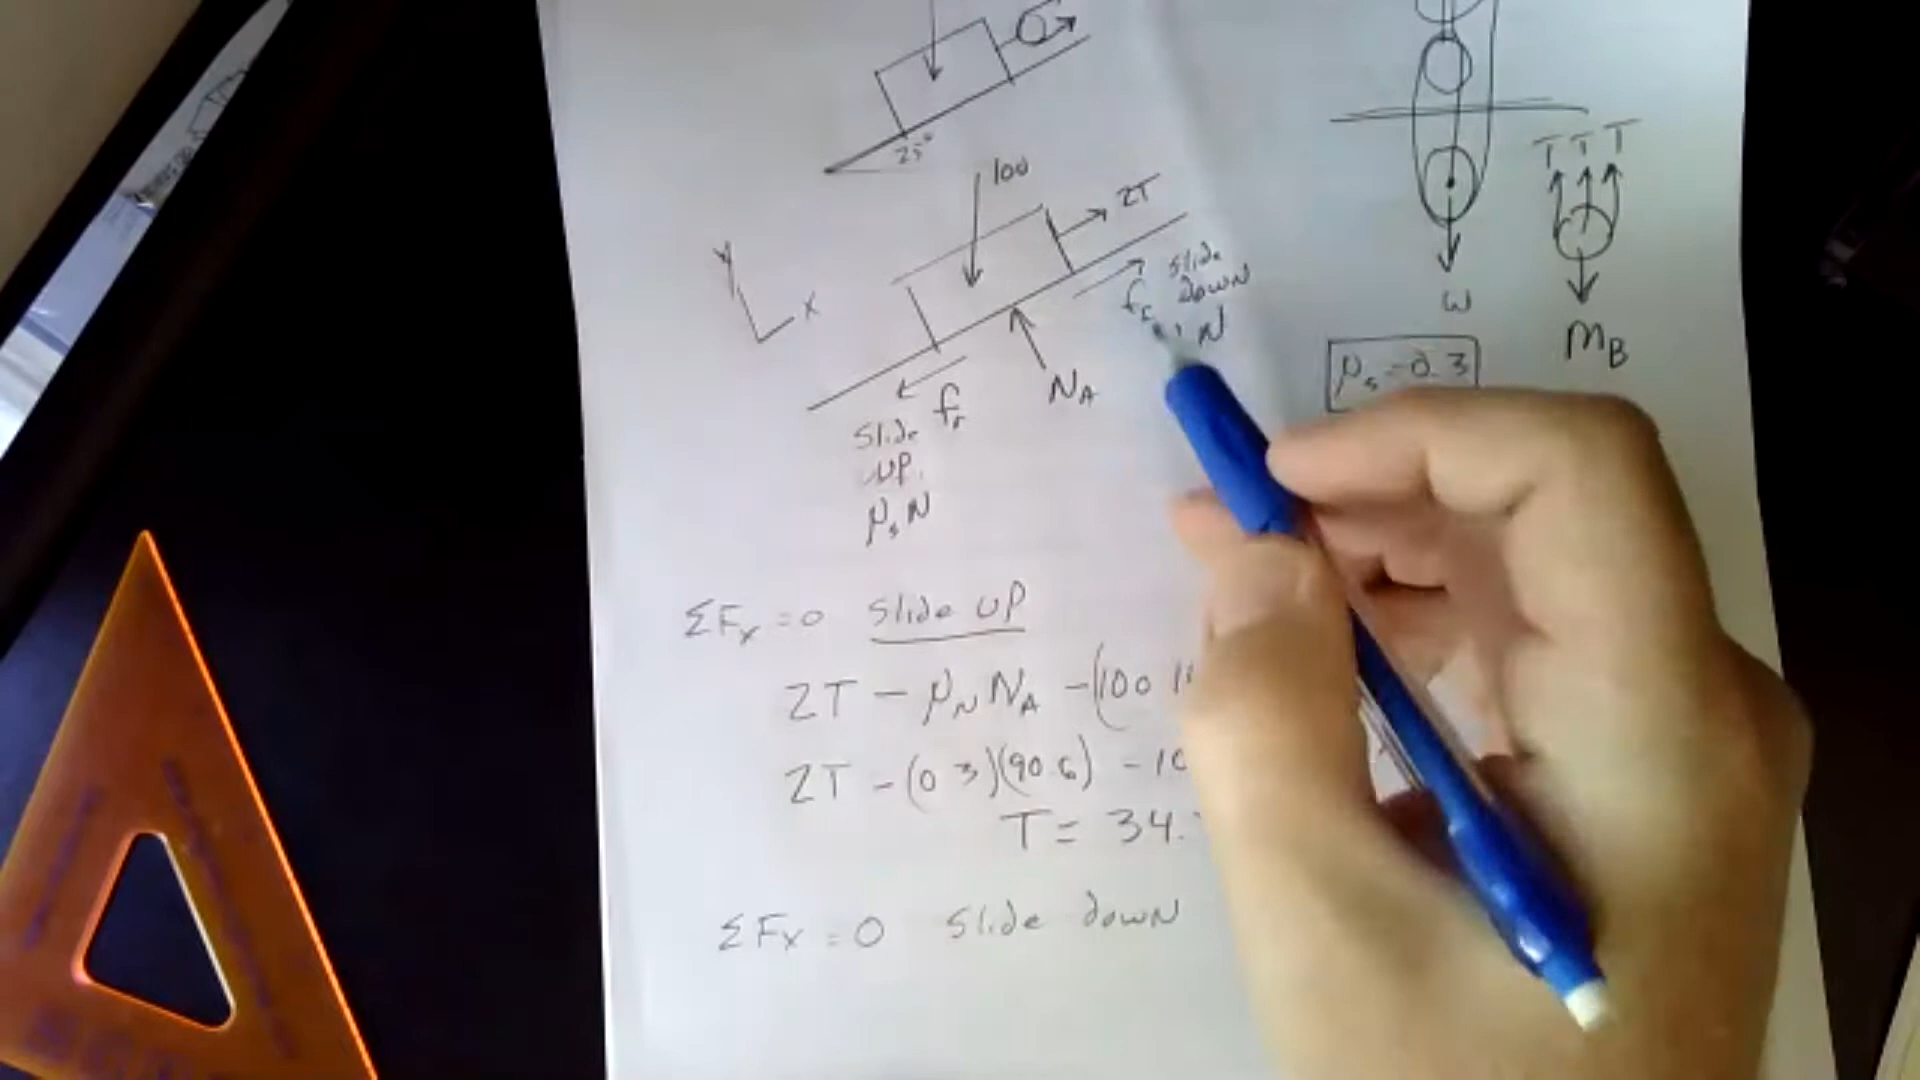 25°
100
2T
y
x
slide
down
fr
N
NA
fr
Slide
UP
μsN
T T T
W
MB
μs = 0.3
ΣFx = 0 Slide UP
2T - μN NA - (100
2T - (0.3)(90.6) - 10
T = 34.
ΣFx = 0 Slide down